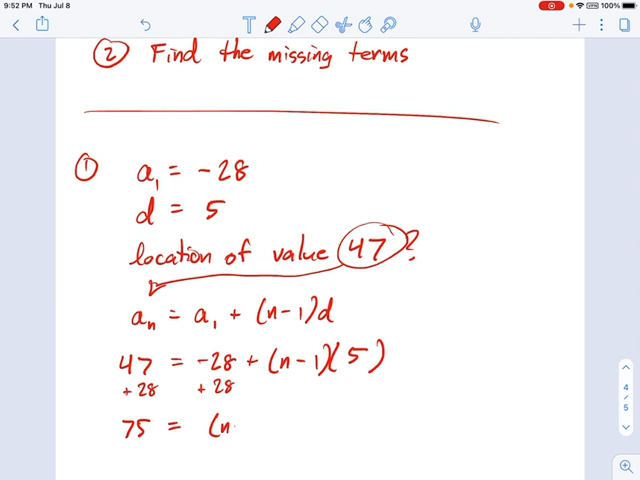 9:52 PM Thu Jul 8
VPN 100%
② Find the missing terms
① a₁ = -28
d = 5
location of value 47?
aₙ = a₁ + (n-1)d
47 = -28 + (n-1)(5)
+28 +28
75 = (n
4
/
5